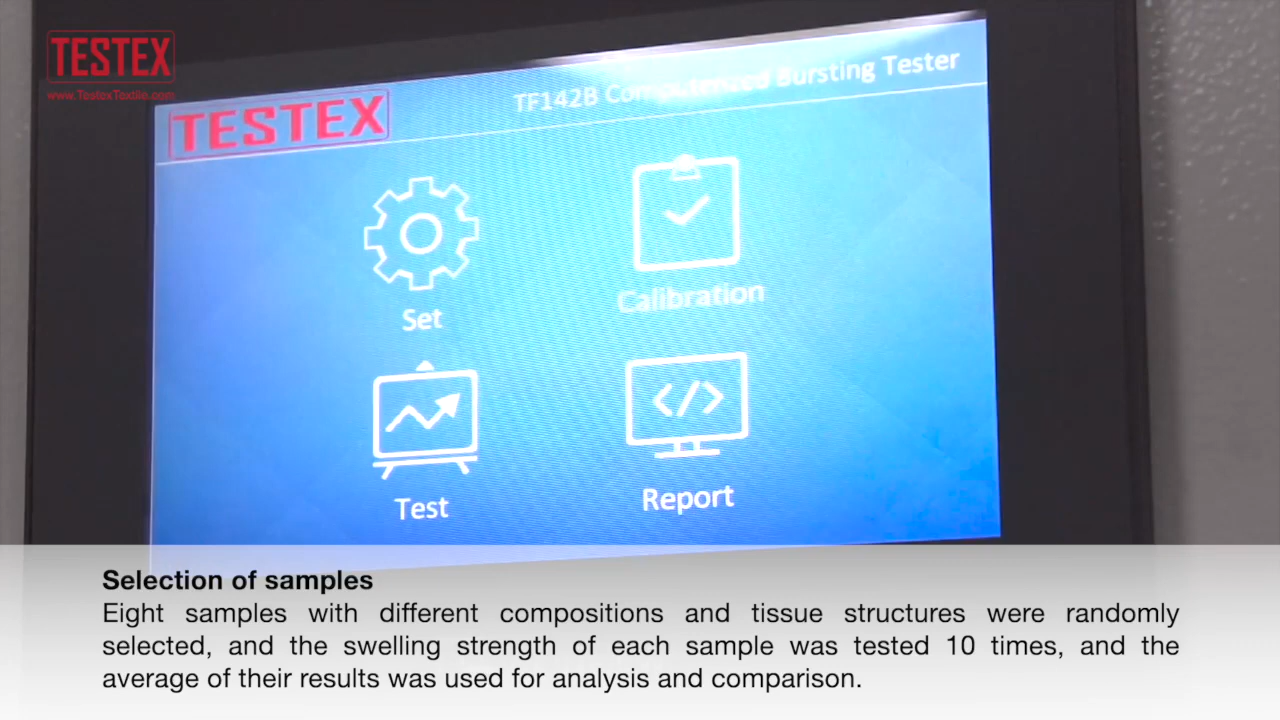 TESTEX
www.TestexTextile.com
TESTEX
TF142B Computerized Bursting Tester
Set
Calibration
Test
Report
Selection of samples
Eight samples with different compositions and tissue structures were randomly
selected, and the swelling strength of each sample was tested 10 times, and the
average of their results was used for analysis and comparison.